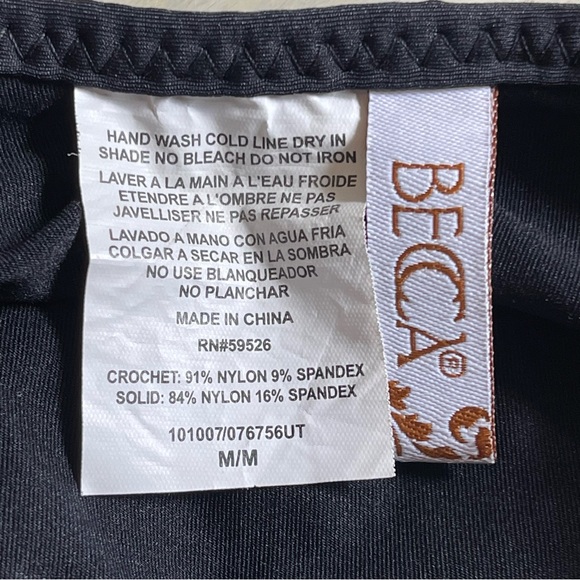 HAND WASH COLD LINE DRY IN
SHADE NO BLEACH DO NOT IRON
LAVER A LA MAIN A L'EAU FROIDE
ETENDRE A L'OMBRE NE PAS
JAVELLISER NE PAS REPASSER
LAVADO A MANO CON AGUA FRIA
COLGAR A SECAR EN LA SOMBRA
NO USE BLANQUEADOR
NO PLANCHAR
MADE IN CHINA
RN#59526
CROCHET: 91% NYLON 9% SPANDEX
SOLID: 84% NYLON 16% SPANDEX
101007/076756UT
M/M
BECCA®